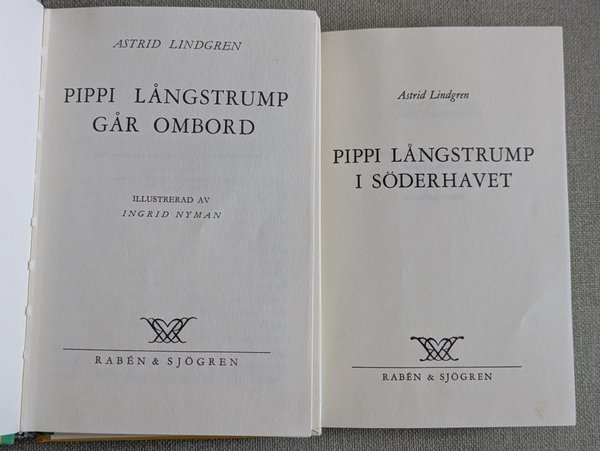 ASTRID LINDGREN
PIPPI LÅNGSTRUMP
GÅR OMBORD
ILLUSTRERAD AV
INGRID NYMAN
RABÉN & SJÖGREN
Astrid Lindgren
PIPPI LÅNGSTRUMP
I SÖDERHAVET
RABÉN & SJÖGREN